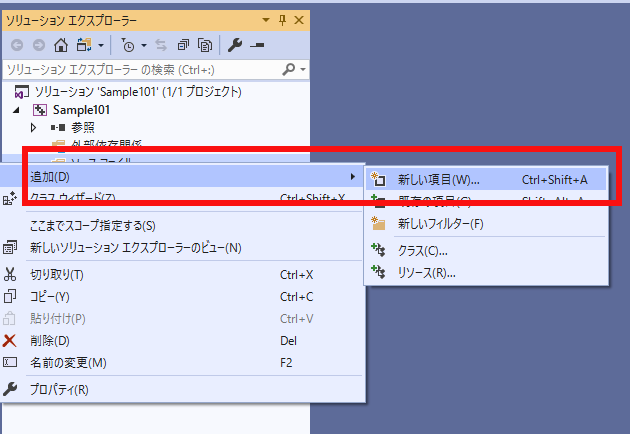 ソリューション エクスプローラー
ソリューション エクスプローラー の検索 (Ctrl+:)
ソリューション 'Sample101' (1/1 プロジェクト)
Sample101
参照
外部依存関係
ソース ファイル
追加(D)
クラス ウィザード(Z)... Ctrl+Shift+X
ここまでスコープ指定する(S)
新しいソリューション エクスプローラーのビュー(N)
切り取り(T) Ctrl+X
コピー(Y) Ctrl+C
貼り付け(P) Ctrl+V
削除(D) Del
名前の変更(M) F2
プロパティ(R)
新しい項目(W)... Ctrl+Shift+A
既存の項目(G)... Shift+Alt+A
新しいフィルター(F)
クラス(C)...
リソース(R)...